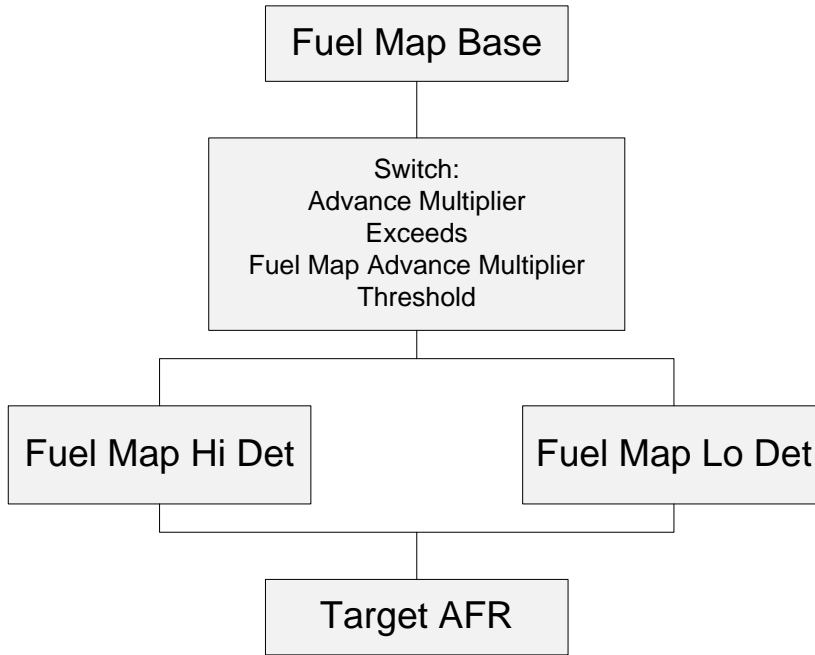 Fuel Map Base
Switch:
Advance Multiplier
Exceeds
Fuel Map Advance Multiplier
Threshold
Fuel Map Hi Det
Fuel Map Lo Det
Target AFR